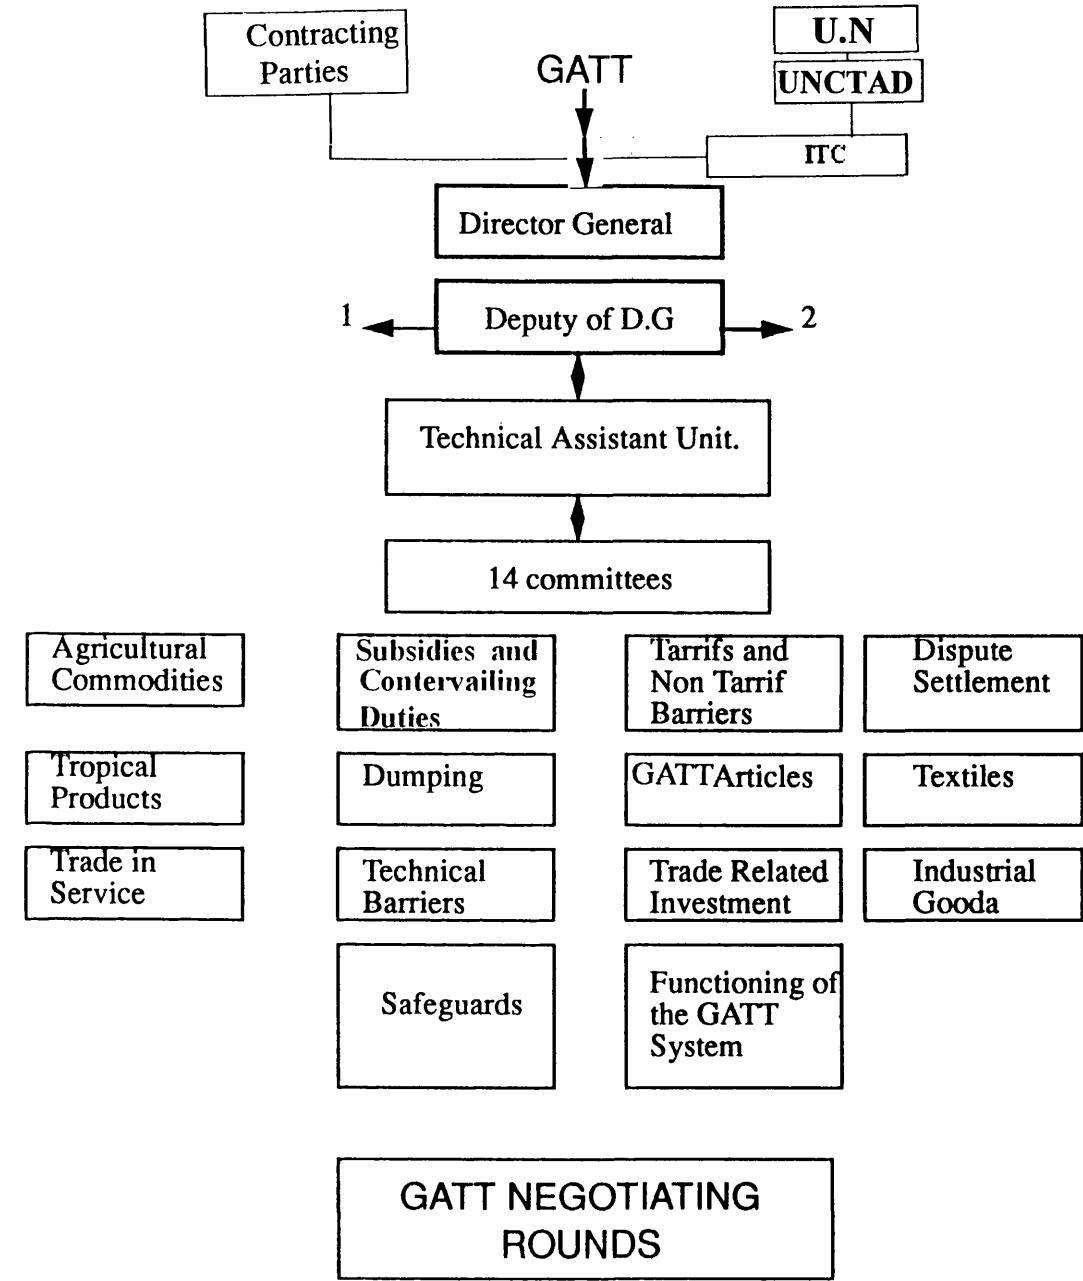 Contracting
Parties
GATT
U.N
UNCTAD
ITC
Director General
1
Deputy of D.G
2
Technical Assistant Unit.
14 committees
Agricultural
Commodities
Subsidies and
Contervailing
Duties
Tarrifs and
Non Tarrif
Barriers
Dispute
Settlement
Tropical
Products
Dumping
GATT Articles
Textiles
Trade in
Service
Technical
Barriers
Trade Related
Investment
Industrial
Gooda
Safeguards
Functioning of
the GATT
System
GATT NEGOTIATING
ROUNDS